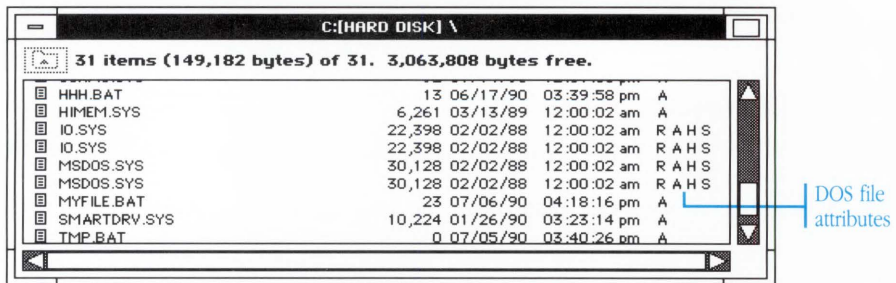 C:[HARD DISK] \
31 items (149,182 bytes) of 31. 3,063,808 bytes free.
HHH.BAT 13 06/17/90 03:39:58 pm A
HIMEM.SYS 6,261 03/13/89 12:00:02 am A
IO.SYS 22,398 02/02/88 12:00:02 am R A H S
IO.SYS 22,398 02/02/88 12:00:02 am R A H S
MSDOS.SYS 30,128 02/02/88 12:00:02 am R A H S
MSDOS.SYS 30,128 02/02/88 12:00:02 am R A H S
MYFILE.BAT 23 07/06/90 04:18:16 pm A
SMARTDRV.SYS 10,224 01/26/90 03:23:14 pm A
TMP.BAT 0 07/05/90 03:40:26 pm A
DOS file
attributes